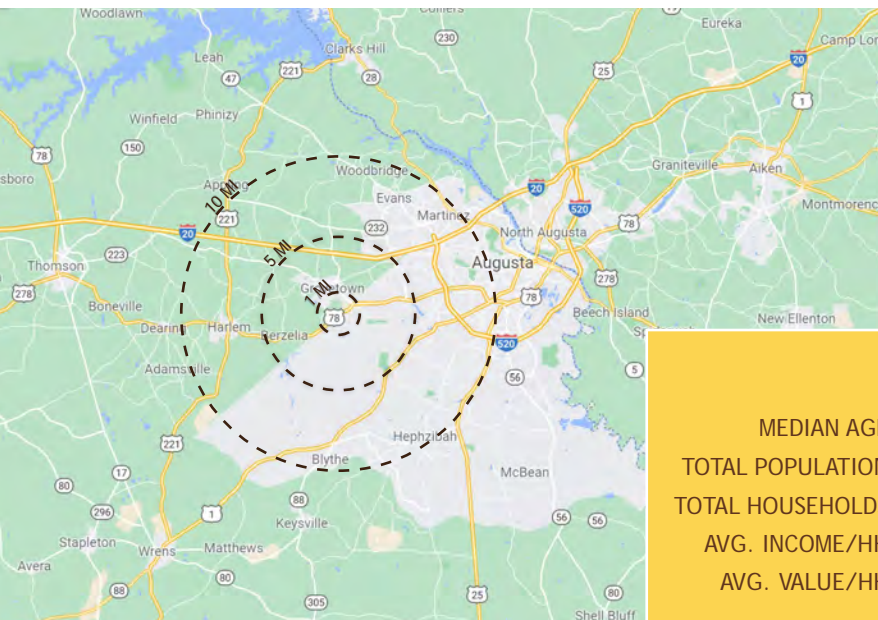 Woodlawn
Colliers
Eureka
230
Camp Lor
Leah
Clarks Hill
221
47
28
25
20
1
Winfield
Phinizy
78
150
sboro
Woodbridge
Graniteville
Aiken
10 MI
Evans
20
520
Montmorenc
221
Martinez
232
78
20
North Augusta
223
5 MI
Augusta
Thomson
278
278
1 MI
78
Boneville
78
Beech Island
Dearing
Harlem
Berzelia
New Ellenton
520
Adamsville
5
56
221
Hephzibah
MEDIAN AG
Blythe
TOTAL POPULATION
17
McBean
80
TOTAL HOUSEHOLD
88
296
1
56
56
Keysville
Stapleton
Wrens
Matthews
AVG. INCOME/H
Avera
80
AVG. VALUE/H
88
305
25
80
Shell Bluff